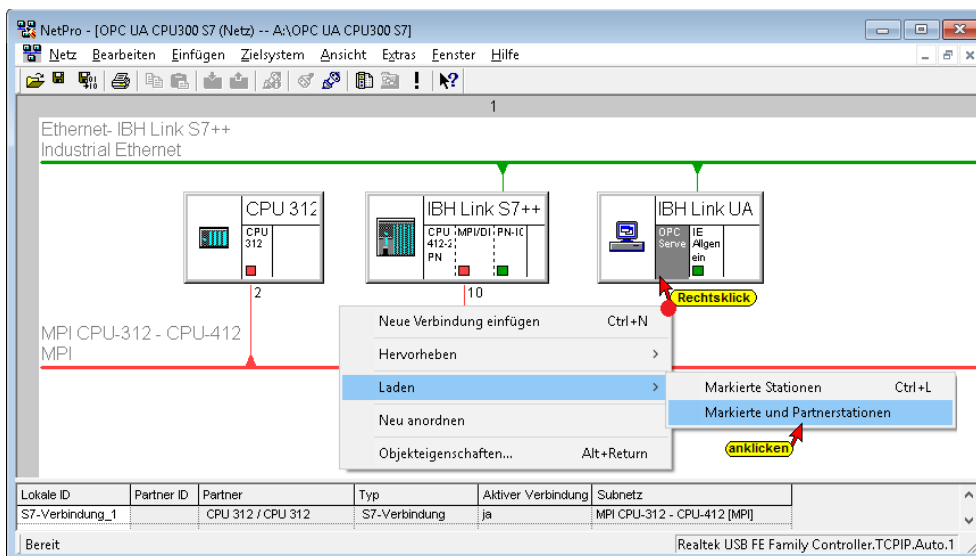 NetPro - [OPC UA CPU300 S7 (Netz) -- A:\OPC UA CPU300 S7]
Netz Bearbeiten Einfügen Zielsystem Ansicht Extras Fenster Hilfe
1
Ethernet- IBH Link S7++
Industrial Ethernet
CPU 312
CPU
312
IBH Link S7++
CPU MPI/DI PN-IC
412-2
PN
IBH Link UA
OPC IE
Serve Allgem
ein
2
10
Rechtsklick
MPI CPU-312 - CPU-412
MPI
Neue Verbindung einfügen Ctrl+N
Hervorheben
Laden
Markierte Stationen Ctrl+L
Markierte und Partnerstationen
Neu anordnen
Objekteigenschaften... Alt+Return
anklicken
Lokale ID Partner ID Partner Typ Aktiver Verbindung Subnetz
S7-Verbindung_1 CPU 312 / CPU 312 S7-Verbindung ja MPI CPU-312 - CPU-412 [MPI]
Bereit Realtek USB FE Family Controller.TCPIP.Auto.1